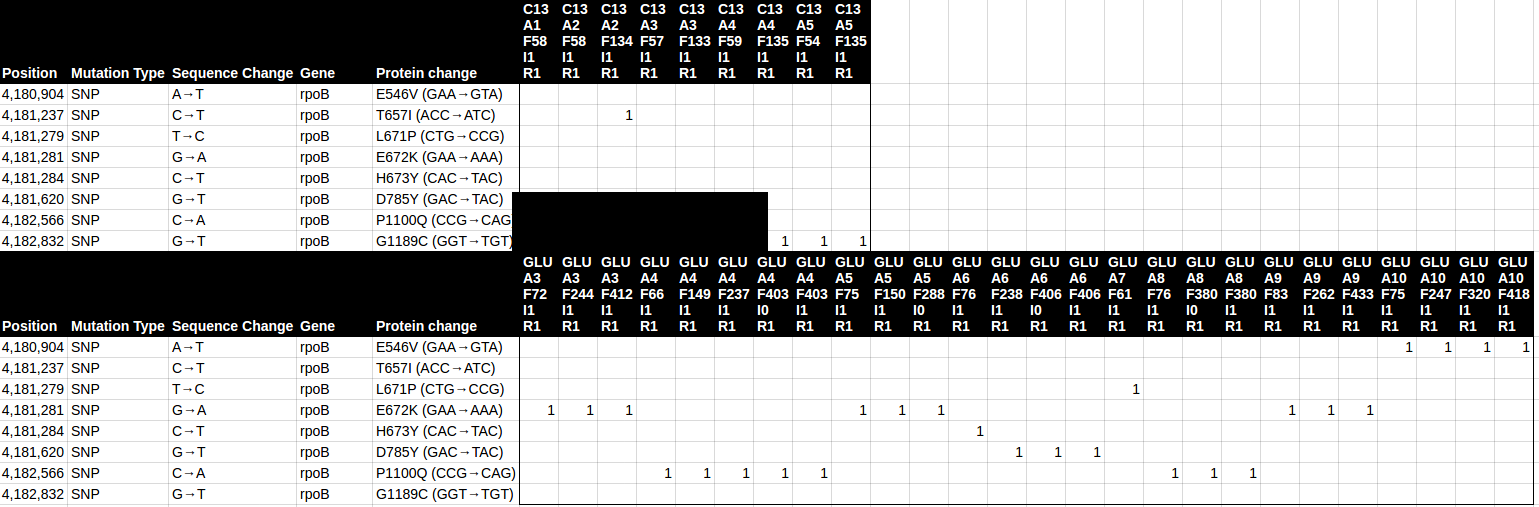 C13 C13 C13 C13 C13 C13 C13 C13 C13
A1 A2 A2 A3 A3 A4 A4 A5 A5
F58 F58 F134 F57 F133 F59 F135 F54 F135
I1 I1 I1 I1 I1 I1 I1 I1 I1
Position Mutation Type Sequence Change Gene Protein change R1 R1 R1 R1 R1 R1 R1 R1 R1
4,180,904 SNP A→T rpoB E546V (GAA→GTA)
4,181,237 SNP C→T rpoB T657I (ACC→ATC) 1
4,181,279 SNP T→C rpoB L671P (CTG→CCG)
4,181,281 SNP G→A rpoB E672K (GAA→AAA)
4,181,284 SNP C→T rpoB H673Y (CAC→TAC)
4,181,620 SNP G→T rpoB D785Y (GAC→TAC)
4,182,566 SNP C→A rpoB P1100Q (CCG→CAG
4,182,832 SNP G→T rpoB G1189C (GGT→TGT) 1 1 1
GLU GLU GLU GLU GLU GLU GLU GLU GLU GLU GLU GLU GLU GLU GLU GLU GLU GLU GLU GLU GLU GLU GLU GLU GLU GLU
A3 A3 A3 A4 A4 A4 A4 A4 A5 A5 A5 A6 A6 A6 A6 A7 A8 A8 A8 A9 A9 A9 A10 A10 A10 A10
F72 F244 F412 F66 F149 F237 F403 F403 F75 F150 F288 F76 F238 F406 F406 F61 F76 F380 F380 F83 F262 F433 F75 F247 F320 F418
I1 I1 I1 I1 I1 I1 I0 I1 I1 I1 I0 I1 I1 I0 I1 I1 I1 I0 I1 I1 I1 I1 I1 I1 I1 I1
Position Mutation Type Sequence Change Gene Protein change R1 R1 R1 R1 R1 R1 R1 R1 R1 R1 R1 R1 R1 R1 R1 R1 R1 R1 R1 R1 R1 R1 R1 R1 R1 R1
4,180,904 SNP A→T rpoB E546V (GAA→GTA) 1 1 1 1
4,181,237 SNP C→T rpoB T657I (ACC→ATC)
4,181,279 SNP T→C rpoB L671P (CTG→CCG) 1
4,181,281 SNP G→A rpoB E672K (GAA→AAA) 1 1 1 1 1 1 1 1 1
4,181,284 SNP C→T rpoB H673Y (CAC→TAC) 1
4,181,620 SNP G→T rpoB D785Y (GAC→TAC) 1 1 1
4,182,566 SNP C→A rpoB P1100Q (CCG→CAG) 1 1 1 1 1 1 1 1
4,182,832 SNP G→T rpoB G1189C (GGT→TGT)